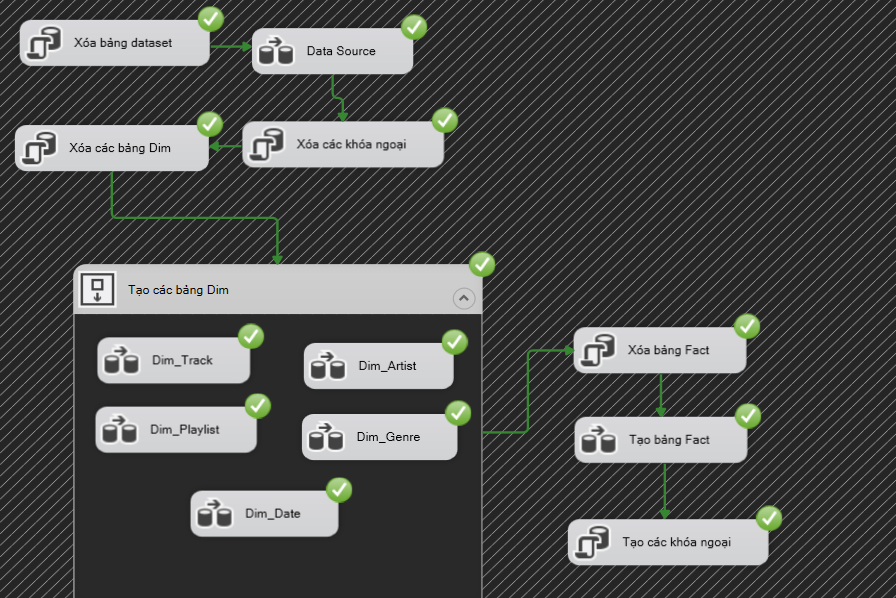 Xóa bảng dataset
Data Source
Xóa các khóa ngoại
Xóa các bảng Dim
Tạo các bảng Dim
Dim_Track
Dim_Artist
Dim_Playlist
Dim_Genre
Dim_Date
Xóa bảng Fact
Tạo bảng Fact
Tạo các khóa ngoại